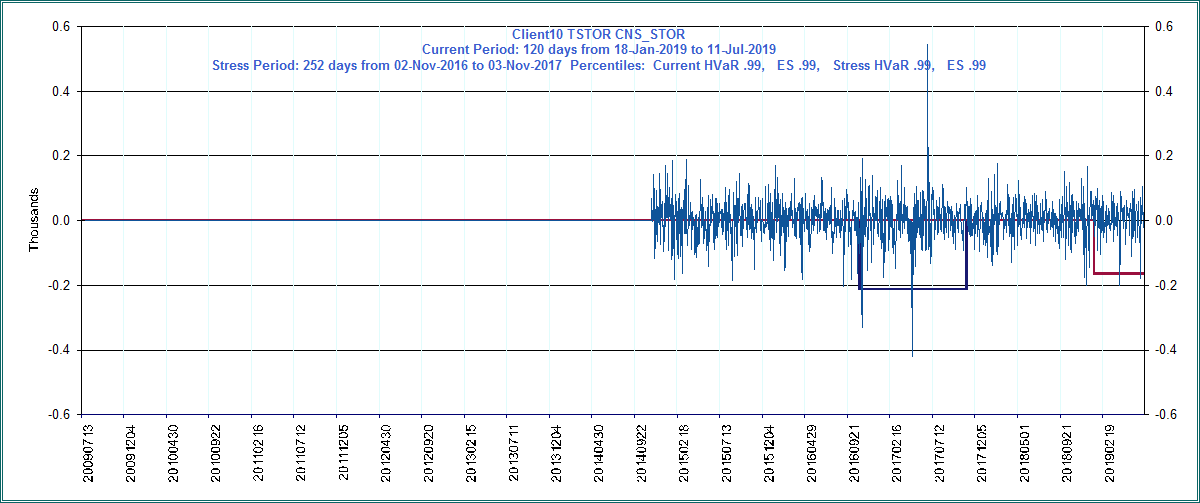 Client10 TSTOR CNS_STOR
Current Period: 120 days from 18-Jan-2019 to 11-Jul-2019
Stress Period: 252 days from 02-Nov-2016 to 03-Nov-2017 Percentiles: Current HVaR .99, ES .99, Stress HVaR .99, ES .99
0.6 0.6
0.4 0.4
0.2 0.2
0.0 0.0
-0.2 -0.2
-0.4 -0.4
-0.6 -0.6
Thousands
20090713 20091204 20100430 20100922 20110216 20110712 20111205 20120430 20120920 20130215 20130711 20131204 20140430 20140922 20150218 20150713 20151204 20160429 20160921 20170216 20170712 20171205 20180501 20180921 20190219